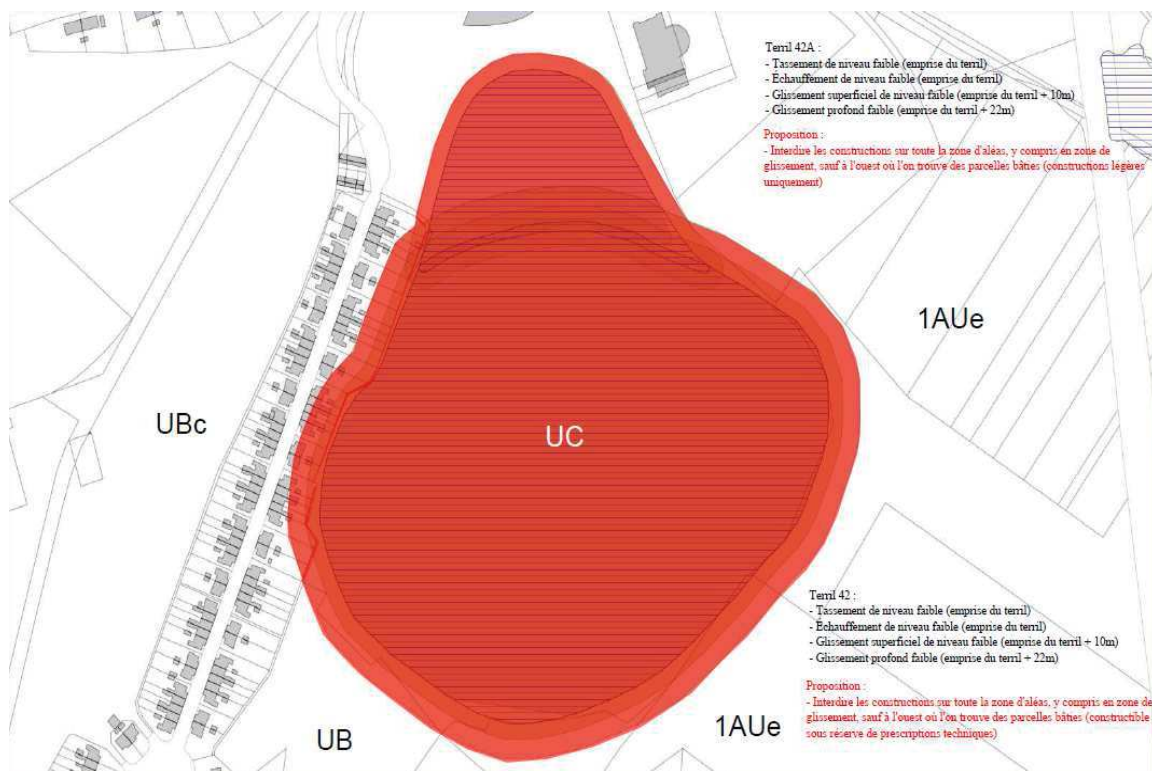 Terril 42A :
- Tassement de niveau faible (emprise du terril)
- Échauffement de niveau faible (emprise du terril)
- Glissement superficiel de niveau faible (emprise du terril + 10m)
- Glissement profond faible (emprise du terril + 22m)
Proposition :
- Interdire les constructions sur toute la zone d'aléas, y compris en zone de
glissement, sauf à l'ouest où l'on trouve des parcelles bâties (constructions légères
uniquement)
1AUe
UBc
UC
Terril 42 :
- Tassement de niveau faible (emprise du terril)
- Échauffement de niveau faible (emprise du terril)
- Glissement superficiel de niveau faible (emprise du terril + 10m)
- Glissement profond faible (emprise du terril + 22m)
Proposition :
- Interdire les constructions sur toute la zone d'aléas, y compris en zone de
glissement, sauf à l'ouest où l'on trouve des parcelles bâties (constructible
sous réserve de prescriptions techniques)
UB
1AUe